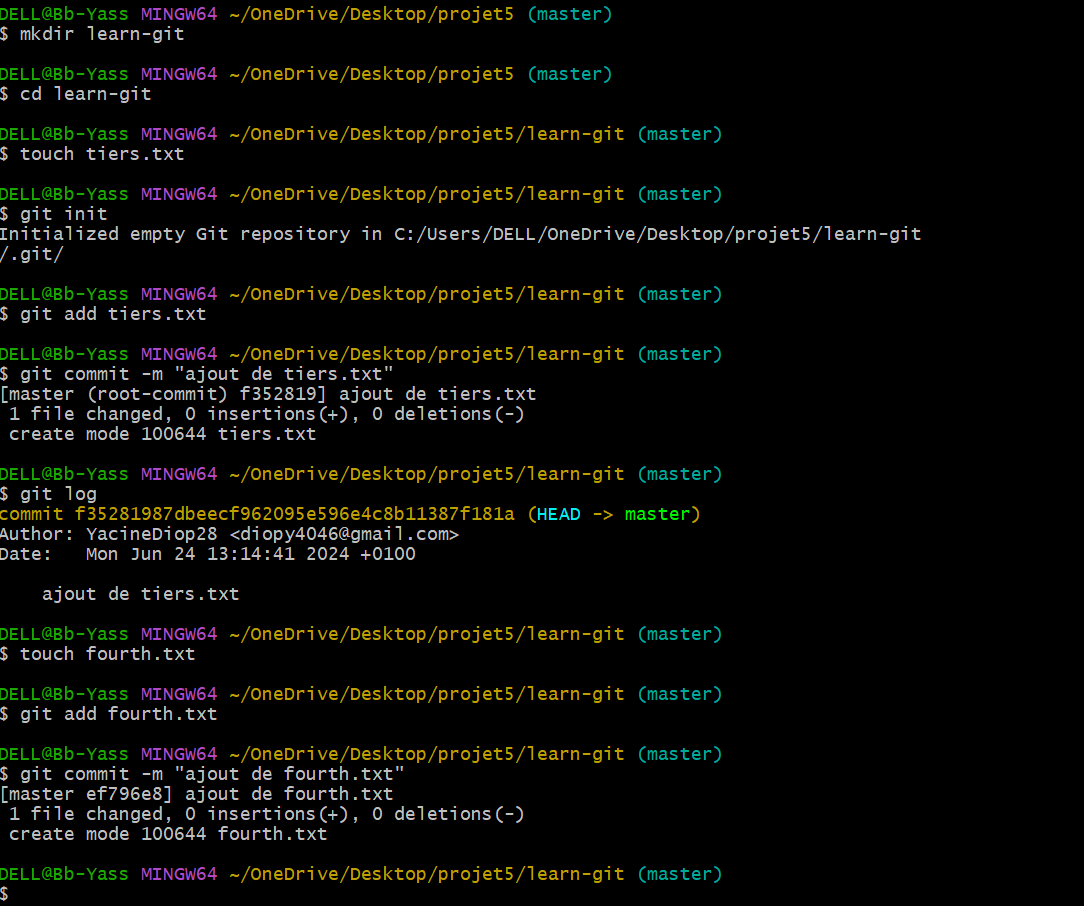 DELL@Bb-Yass MINGW64 ~/OneDrive/Desktop/projet5 (master)
$ mkdir learn-git
DELL@Bb-Yass MINGW64 ~/OneDrive/Desktop/projet5 (master)
$ cd learn-git
DELL@Bb-Yass MINGW64 ~/OneDrive/Desktop/projet5/learn-git (master)
$ touch tiers.txt
DELL@Bb-Yass MINGW64 ~/OneDrive/Desktop/projet5/learn-git (master)
$ git init
Initialized empty Git repository in C:/Users/DELL/OneDrive/Desktop/projet5/learn-git
/.git/
DELL@Bb-Yass MINGW64 ~/OneDrive/Desktop/projet5/learn-git (master)
$ git add tiers.txt
DELL@Bb-Yass MINGW64 ~/OneDrive/Desktop/projet5/learn-git (master)
$ git commit -m "ajout de tiers.txt"
[master (root-commit) f352819] ajout de tiers.txt
 1 file changed, 0 insertions(+), 0 deletions(-)
 create mode 100644 tiers.txt
DELL@Bb-Yass MINGW64 ~/OneDrive/Desktop/projet5/learn-git (master)
$ git log
commit f35281987dbeecf962095e596e4c8b11387f181a (HEAD -> master)
Author: YacineDiop28 <diopy4046@gmail.com>
Date:   Mon Jun 24 13:14:41 2024 +0100
    ajout de tiers.txt
DELL@Bb-Yass MINGW64 ~/OneDrive/Desktop/projet5/learn-git (master)
$ touch fourth.txt
DELL@Bb-Yass MINGW64 ~/OneDrive/Desktop/projet5/learn-git (master)
$ git add fourth.txt
DELL@Bb-Yass MINGW64 ~/OneDrive/Desktop/projet5/learn-git (master)
$ git commit -m "ajout de fourth.txt"
[master ef796e8] ajout de fourth.txt
 1 file changed, 0 insertions(+), 0 deletions(-)
 create mode 100644 fourth.txt
DELL@Bb-Yass MINGW64 ~/OneDrive/Desktop/projet5/learn-git (master)
$